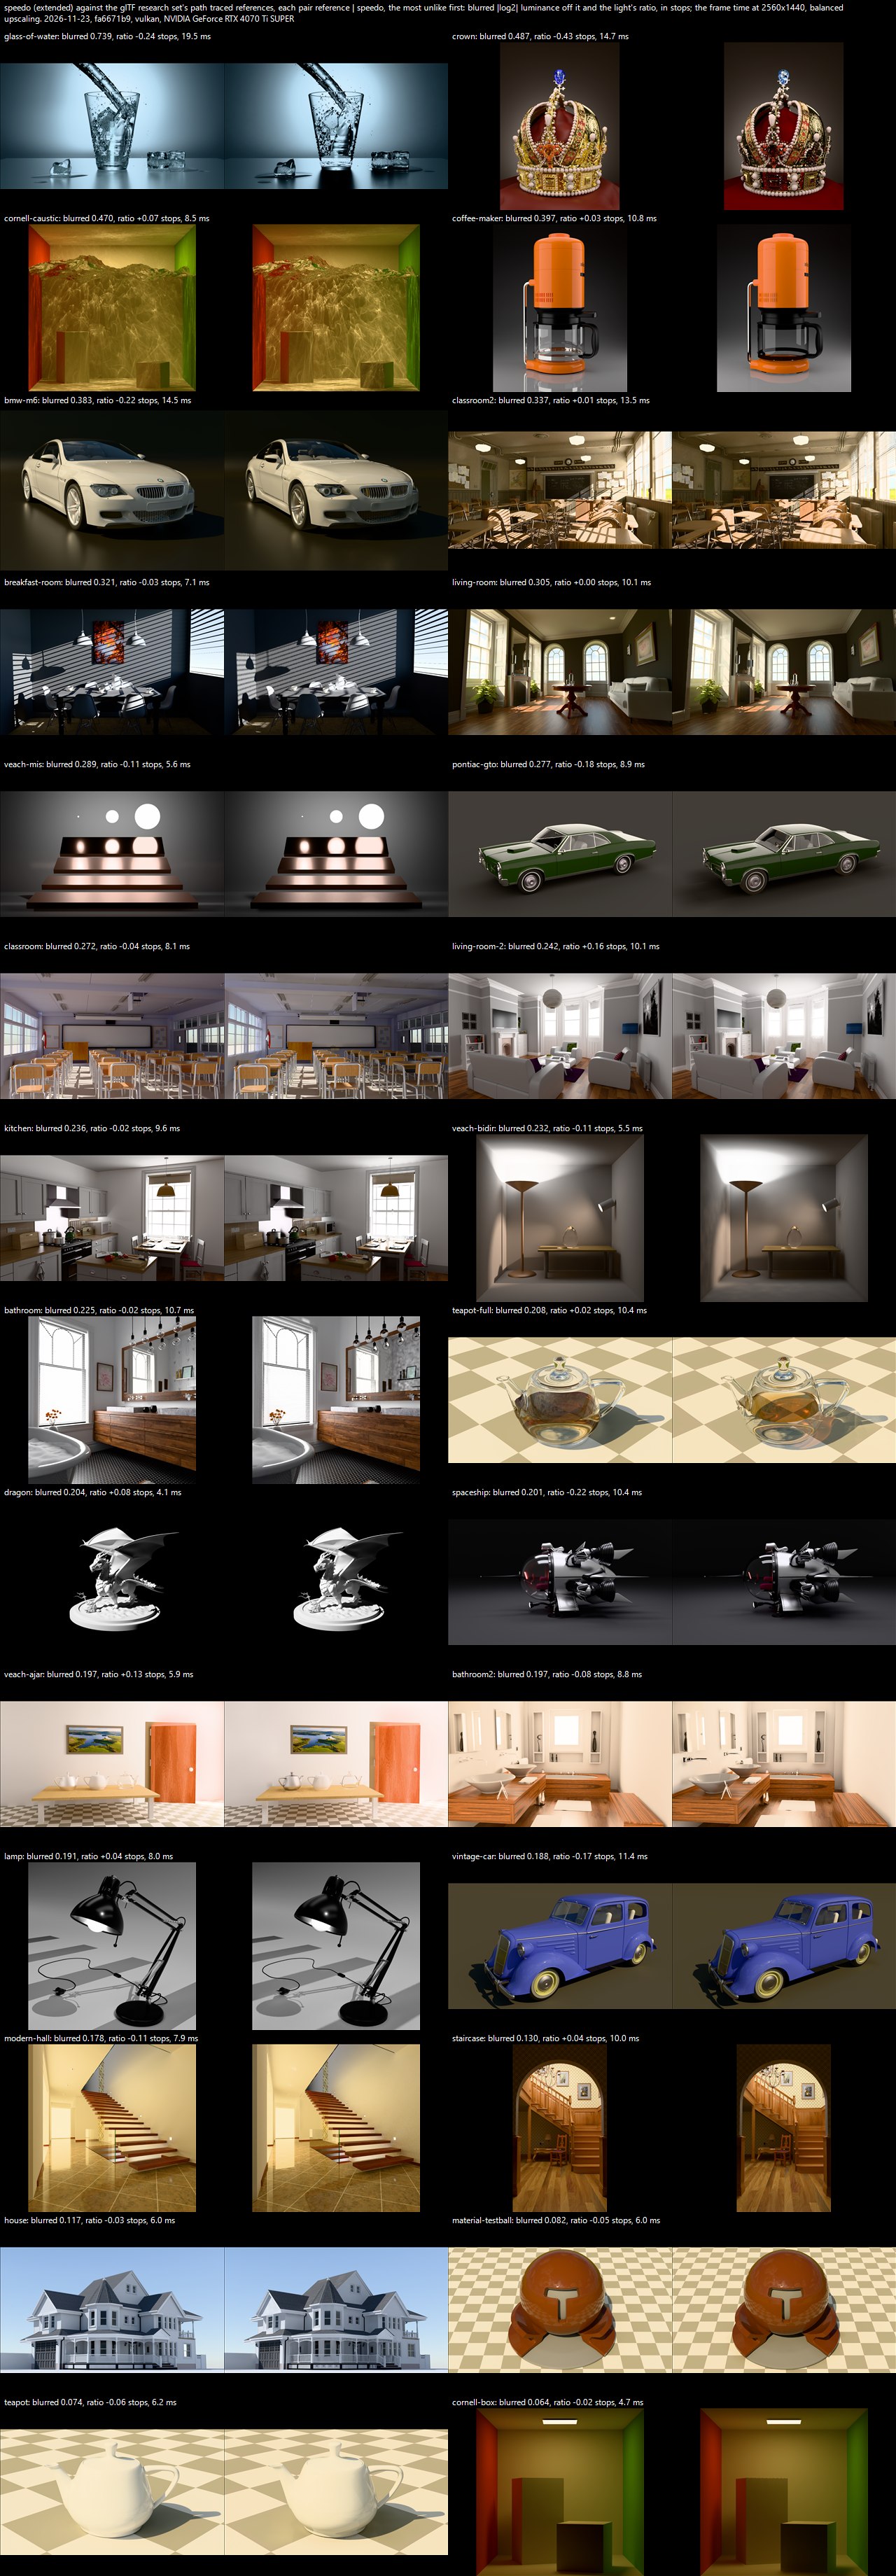 speedo (extended) against the glTF research set's path traced references, each pair reference | speedo, the most unlike first: blurred |log2| luminance off it and the light's ratio, in stops; the frame time at 2560x1440, balanced
upscaling. 2026-11-23, fa6671b9, vulkan, NVIDIA GeForce RTX 4070 Ti SUPER
glass-of-water: blurred 0.739, ratio -0.24 stops, 19.5 ms
crown: blurred 0.487, ratio -0.43 stops, 14.7 ms
cornell-caustic: blurred 0.470, ratio +0.07 stops, 8.5 ms
coffee-maker: blurred 0.397, ratio +0.03 stops, 10.8 ms
bmw-m6: blurred 0.383, ratio -0.22 stops, 14.5 ms
classroom2: blurred 0.337, ratio +0.01 stops, 13.5 ms
breakfast-room: blurred 0.321, ratio -0.03 stops, 7.1 ms
living-room: blurred 0.305, ratio +0.00 stops, 10.1 ms
veach-mis: blurred 0.289, ratio -0.11 stops, 5.6 ms
pontiac-gto: blurred 0.277, ratio -0.18 stops, 8.9 ms
classroom: blurred 0.272, ratio -0.04 stops, 8.1 ms
living-room-2: blurred 0.242, ratio +0.16 stops, 10.1 ms
kitchen: blurred 0.236, ratio -0.02 stops, 9.6 ms
veach-bidir: blurred 0.232, ratio -0.11 stops, 5.5 ms
bathroom: blurred 0.225, ratio -0.02 stops, 10.7 ms
teapot-full: blurred 0.208, ratio +0.02 stops, 10.4 ms
dragon: blurred 0.204, ratio +0.08 stops, 4.1 ms
spaceship: blurred 0.201, ratio -0.22 stops, 10.4 ms
veach-ajar: blurred 0.197, ratio +0.13 stops, 5.9 ms
bathroom2: blurred 0.197, ratio -0.08 stops, 8.8 ms
lamp: blurred 0.191, ratio +0.04 stops, 8.0 ms
vintage-car: blurred 0.188, ratio -0.17 stops, 11.4 ms
modern-hall: blurred 0.178, ratio -0.11 stops, 7.9 ms
staircase: blurred 0.130, ratio +0.04 stops, 10.0 ms
house: blurred 0.117, ratio -0.03 stops, 6.0 ms
material-testball: blurred 0.082, ratio -0.05 stops, 6.0 ms
teapot: blurred 0.074, ratio -0.06 stops, 6.2 ms
cornell-box: blurred 0.064, ratio -0.02 stops, 4.7 ms